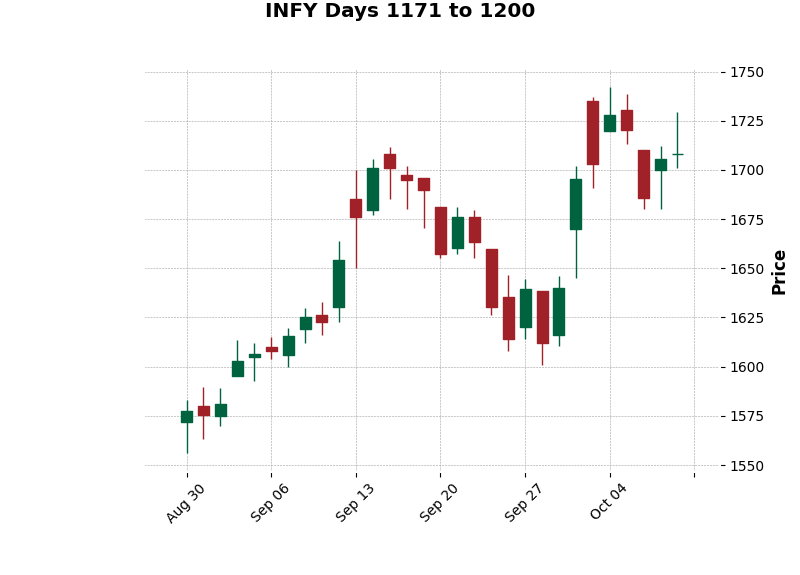 INFY Days 1171 to 1200
1750
1725
1700
1675
1650
1625
1600
1575
1550
Price
Aug 30
Sep 06
Sep 13
Sep 20
Sep 27
Oct 04